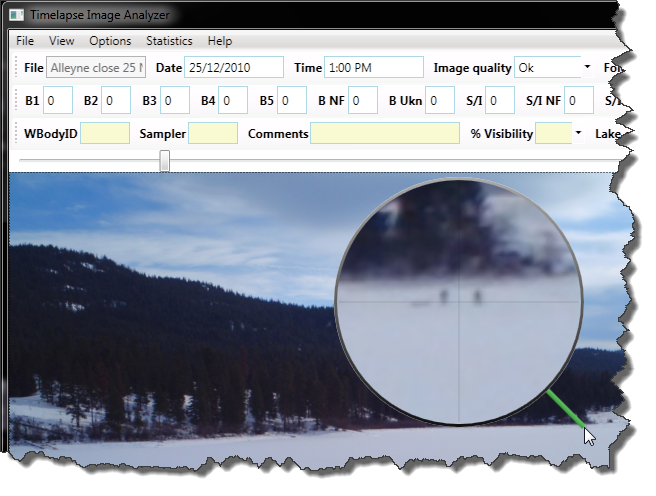 Timelapse Image Analyzer
File View Options Statistics Help
File Alleyne close 25 Date 25/12/2010 Time 1:00 PM Image quality Ok
B1 0 B2 0 B3 0 B4 0 B5 0 B NF 0 B Ukn 0 S/I 0 S/I NF 0 S/I
WBodyID Sampler Comments % Visibility Lake